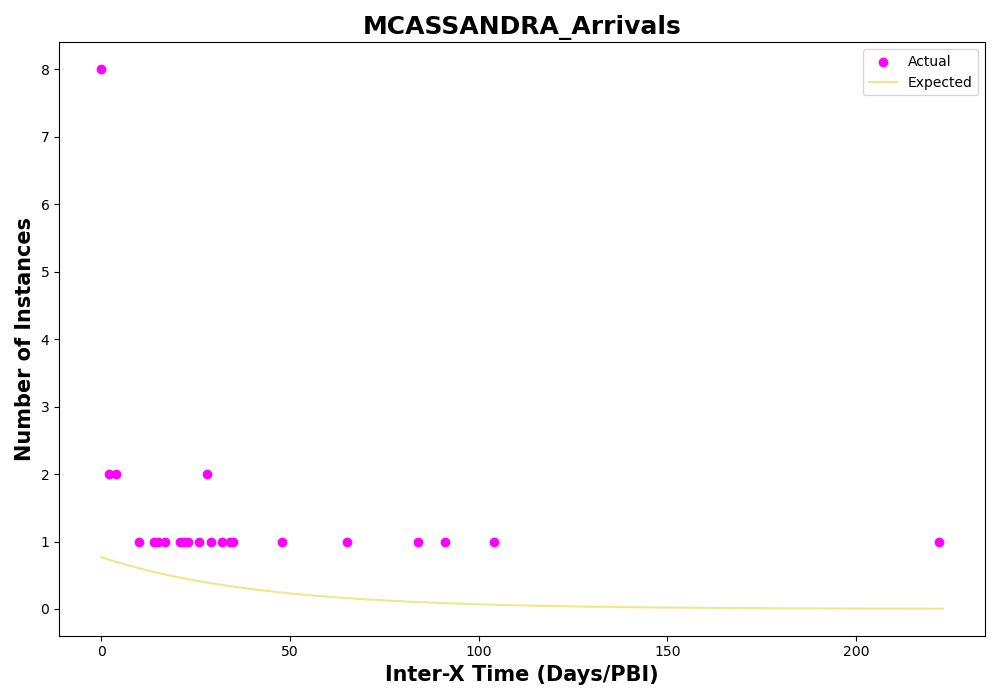 MCASSANDRA_Arrivals
Actual
Expected
8
7
6
5
4
3
2
1
0
Number of Instances
0
50
100
150
200
Inter-X Time (Days/PBI)